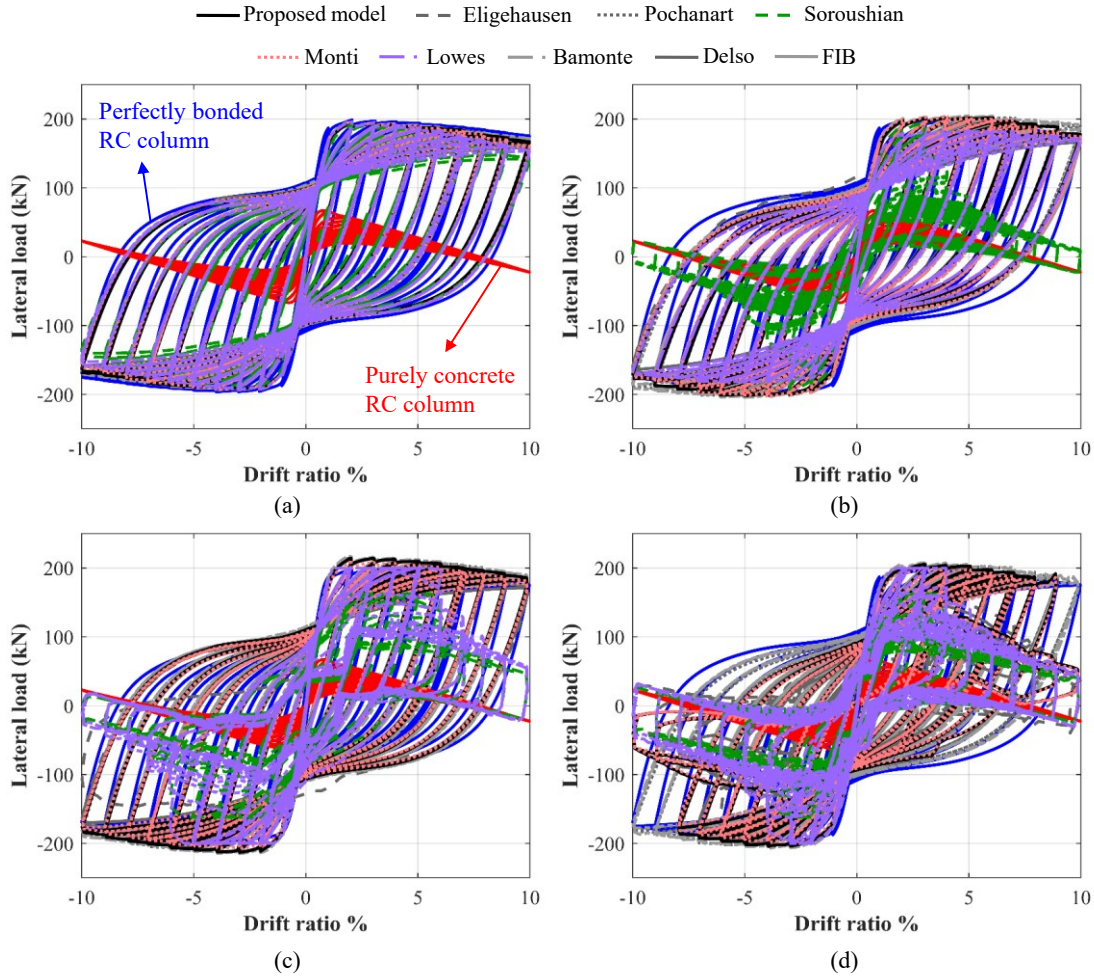 Proposed model Eligehausen Pochanart Soroushian
Monti Lowes Bamonte Delso FIB
Perfectly bonded
RC column
Purely concrete
RC column
Lateral load (kN)
200
100
0
-100
-200
-10 -5 0 5 10
Drift ratio %
(a)
Lateral load (kN)
200
100
0
-100
-200
-10 -5 0 5 10
Drift ratio %
(b)
Lateral load (kN)
200
100
0
-100
-200
-10 -5 0 5 10
Drift ratio %
(c)
Lateral load (kN)
200
100
0
-100
-200
-10 -5 0 5 10
Drift ratio %
(d)